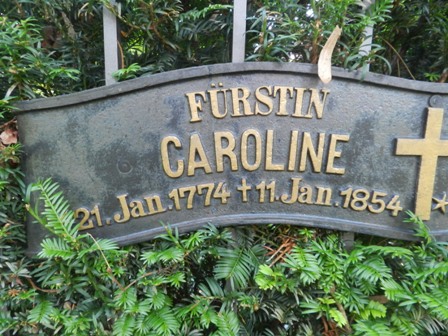 FÜRSTIN
CAROLINE
21. Jan. 1774 ✝ 11. Jan. 1854